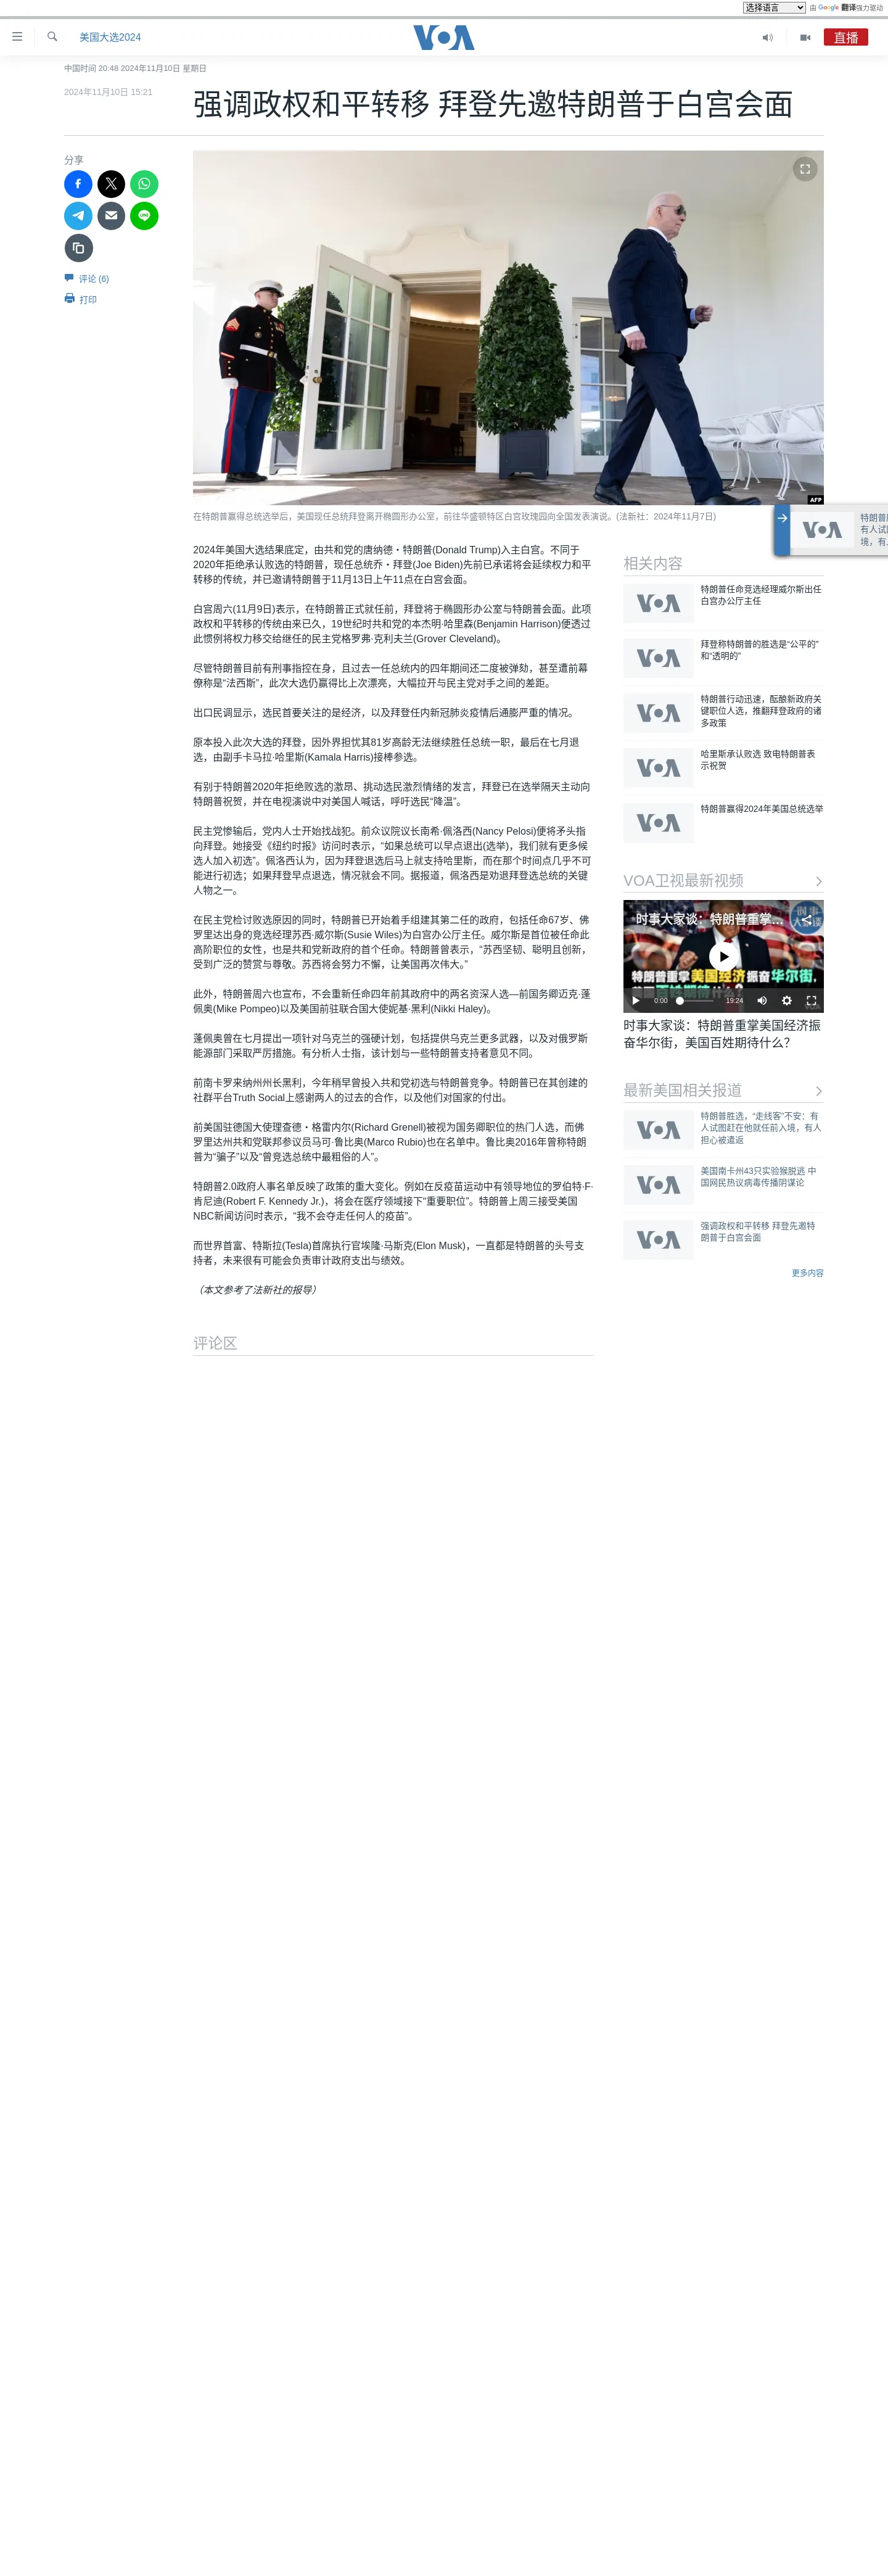 选择语言 由 Google 翻译强力驱动
美国大选2024
VOA
直播
中国时间 20:48 2024年11月10日 星期日
2024年11月10日 15:21
强调政权和平转移 拜登先邀特朗普于白宫会面
分享
评论 (6)
打印
AFP
在特朗普赢得总统选举后，美国现任总统拜登离开椭圆形办公室，前往华盛顿特区白宫玫瑰园向全国发表演说。(法新社：2024年11月7日)
2024年美国大选结果底定，由共和党的唐纳德・特朗普(Donald Trump)入主白宫。不同于
2020年拒绝承认败选的特朗普，现任总统乔・拜登(Joe Biden)先前已承诺将会延续权力和平
转移的传统，并已邀请特朗普于11月13日上午11点在白宫会面。
白宫周六(11月9日)表示，在特朗普正式就任前，拜登将于椭圆形办公室与特朗普会面。此项
政权和平转移的传统由来已久，19世纪时共和党的本杰明·哈里森(Benjamin Harrison)便透过
此惯例将权力移交给继任的民主党格罗弗·克利夫兰(Grover Cleveland)。
尽管特朗普目前有刑事指控在身，且过去一任总统内的四年期间还二度被弹劾，甚至遭前幕
僚称是“法西斯”，此次大选仍赢得比上次漂亮，大幅拉开与民主党对手之间的差距。
出口民调显示，选民首要关注的是经济，以及拜登任内新冠肺炎疫情后通膨严重的情况。
原本投入此次大选的拜登，因外界担忧其81岁高龄无法继续胜任总统一职，最后在七月退
选，由副手卡马拉·哈里斯(Kamala Harris)接棒参选。
有别于特朗普2020年拒绝败选的激昂、挑动选民激烈情绪的发言，拜登已在选举隔天主动向
特朗普祝贺，并在电视演说中对美国人喊话，呼吁选民“降温”。
民主党惨输后，党内人士开始找战犯。前众议院议长南希·佩洛西(Nancy Pelosi)便将矛头指
向拜登。她接受《纽约时报》访问时表示，“如果总统可以早点退出(选举)，我们就有更多候
选人加入初选”。佩洛西认为，因为拜登退选后马上就支持哈里斯，而在那个时间点几乎不可
能进行初选；如果拜登早点退选，情况就会不同。据报道，佩洛西是劝退拜登选总统的关键
人物之一。
在民主党检讨败选原因的同时，特朗普已开始着手组建其第二任的政府，包括任命67岁、佛
罗里达出身的竞选经理苏西·威尔斯(Susie Wiles)为白宫办公厅主任。威尔斯是首位被任命此
高阶职位的女性，也是共和党新政府的首个任命。特朗普曾表示，“苏西坚韧、聪明且创新，
受到广泛的赞赏与尊敬。苏西将会努力不懈，让美国再次伟大。”
此外，特朗普周六也宣布，不会重新任命四年前其政府中的两名资深人选—前国务卿迈克·蓬
佩奥(Mike Pompeo)以及美国前驻联合国大使妮基·黑利(Nikki Haley)。
蓬佩奥曾在七月提出一项针对乌克兰的强硬计划，包括提供乌克兰更多武器，以及对俄罗斯
能源部门采取严厉措施。有分析人士指，该计划与一些特朗普支持者意见不同。
前南卡罗来纳州州长黑利，今年稍早曾投入共和党初选与特朗普竞争。特朗普已在其创建的
社群平台Truth Social上感谢两人的过去的合作，以及他们对国家的付出。
前美国驻德国大使理查德・格雷内尔(Richard Grenell)被视为国务卿职位的热门人选，而佛
罗里达州共和党联邦参议员马可·鲁比奥(Marco Rubio)也在名单中。鲁比奥2016年曾称特朗
普为“骗子”以及“曾竞选总统中最粗俗的人”。
特朗普2.0政府人事名单反映了政策的重大变化。例如在反疫苗运动中有领导地位的罗伯特·F·
肯尼迪(Robert F. Kennedy Jr.)，将会在医疗领域接下“重要职位”。特朗普上周三接受美国
NBC新闻访问时表示，“我不会夺走任何人的疫苗”。
而世界首富、特斯拉(Tesla)首席执行官埃隆·马斯克(Elon Musk)，一直都是特朗普的头号支
持者，未来很有可能会负责审计政府支出与绩效。
（本文参考了法新社的报导）
评论区
VOA
特朗普胜
有人试图
境，有人
相关内容
VOA
特朗普任命竞选经理威尔斯出任
白宫办公厅主任
VOA
拜登称特朗普的胜选是“公平的”
和“透明的”
VOA
特朗普行动迅速，酝酿新政府关
键职位人选，推翻拜登政府的诸
多政策
VOA
哈里斯承认败选 致电特朗普表
示祝贺
VOA
特朗普赢得2024年美国总统选举
VOA卫视最新视频
时事大家谈：特朗普重掌...
特朗普重掌美国经济振奋华尔街，
0:00 19:24
时事大家谈：特朗普重掌美国经济振
奋华尔街，美国百姓期待什么？
最新美国相关报道
VOA
特朗普胜选，“走线客”不安：有
人试图赶在他就任前入境，有人
担心被遣返
VOA
美国南卡州43只实验猴脱逃 中
国网民热议病毒传播阴谋论
VOA
强调政权和平转移 拜登先邀特
朗普于白宫会面
更多内容